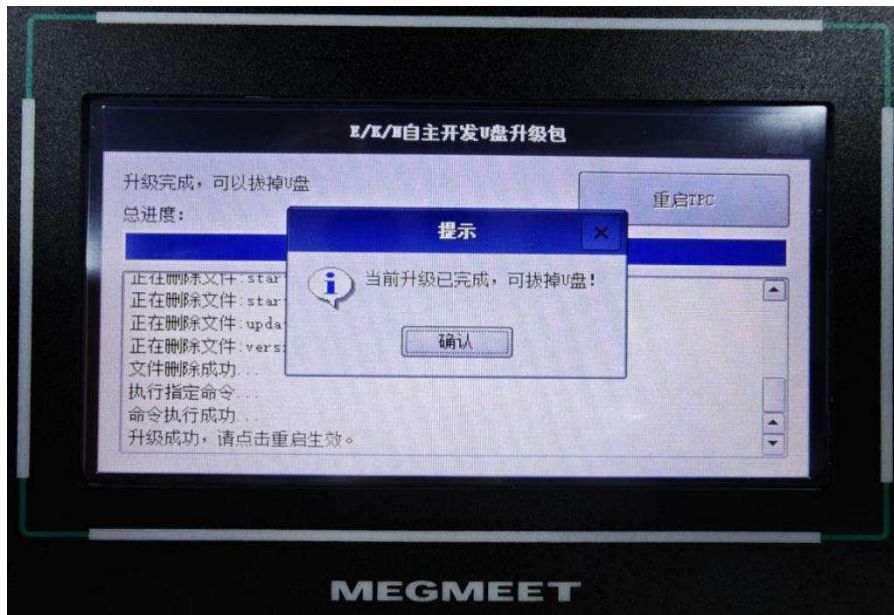 E/K/N自主开发U盘升级包
升级完成，可以拔掉U盘
重启TPC
总进度：
提示
当前升级已完成，可拔掉U盘！
确认
正在删除文件:star
正在删除文件:star
正在删除文件:upda
正在删除文件:vers
文件删除成功...
执行指定命令...
命令执行成功...
升级成功，请点击重启生效。
MEGMEET